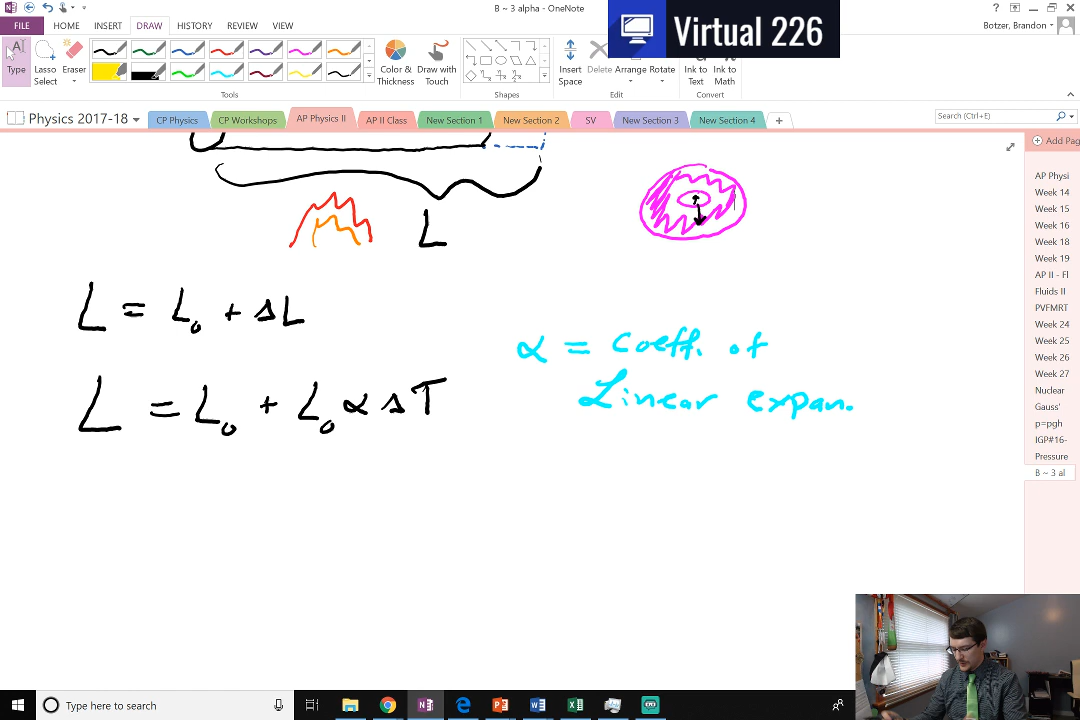 B ~ 3 alpha - OneNote
Virtual 226
FILE HOME INSERT DRAW HISTORY REVIEW VIEW
Botzer, Brandon
Type
Lasso Select
Eraser
Color & Thickness
Draw with Touch
Insert Space
Delete
Arrange
Rotate
Ink to Text
Ink to Math
Tools
Shapes
Edit
Convert
Physics 2017-18
CP Physics
CP Workshops
AP Physics II
AP II Class
New Section 1
New Section 2
SV
New Section 3
New Section 4
Search (Ctrl+E)
Add Pag
AP Physi
Week 14
Week 15
Week 16
Week 18
Week 19
AP II - Fl
Fluids II
PVFMRT
Week 24
Week 25
Week 26
Week 27
Nuclear
Gauss'
p=pgh
IGP#16-
Pressure
B ~ 3 al
L
L = L₀ + ΔL
L = L₀ + L₀ α ΔT
α = Coeff. of
Linear expan.
Type here to search